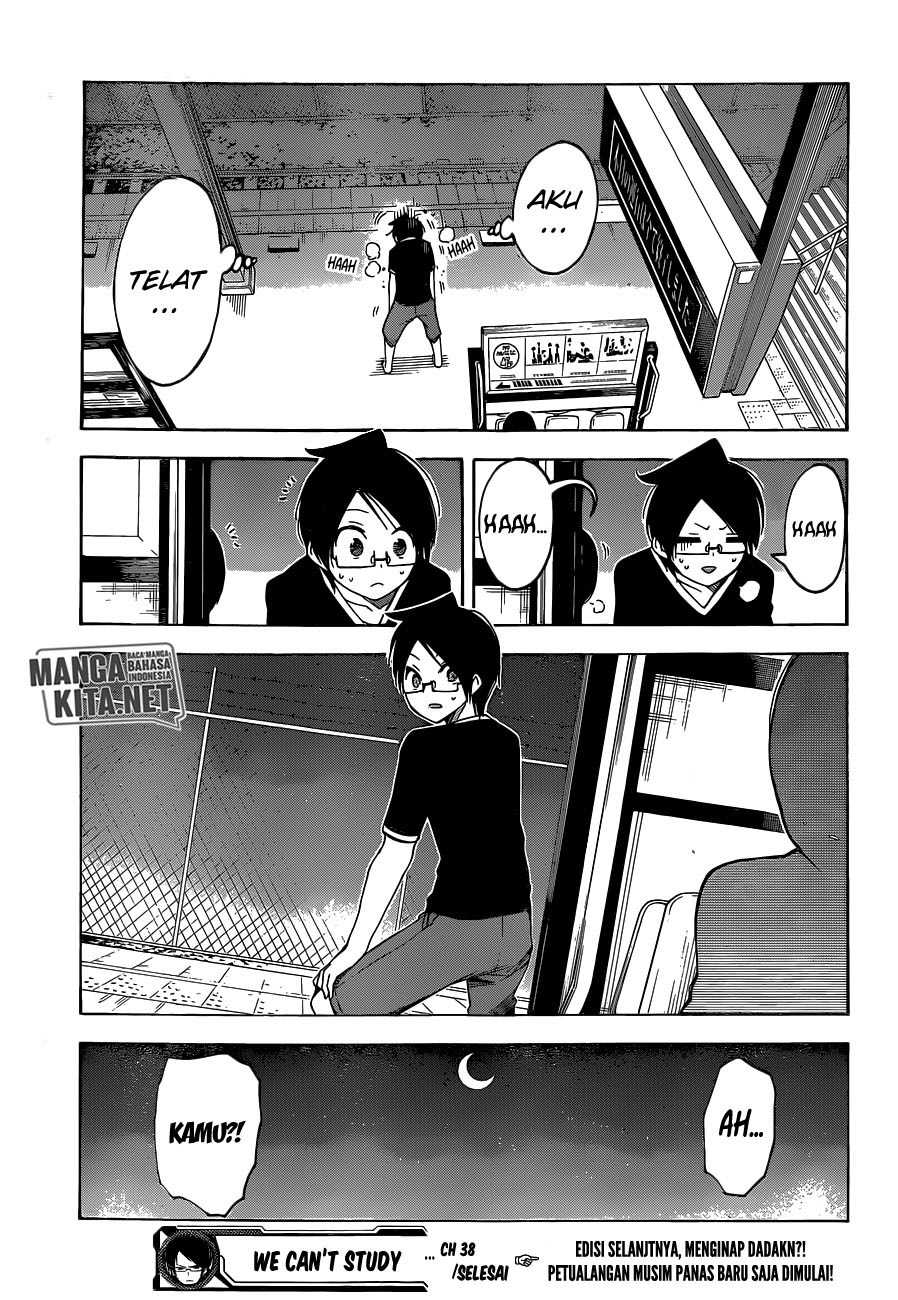 AKU
...
TELAT
...
HAAH
HAAH
HAAH
HAAH...
MANGA
KITA.NET
BACA MANGA
BAHASA
INDONESIA
AH...
KAMU?!
WE CAN'T STUDY
... CH 38
/SELESAI
EDISI SELANJTNYA, MENGINAP DADAKN?!
PETUALANGAN MUSIM PANAS BARU SAJA DIMULAI!